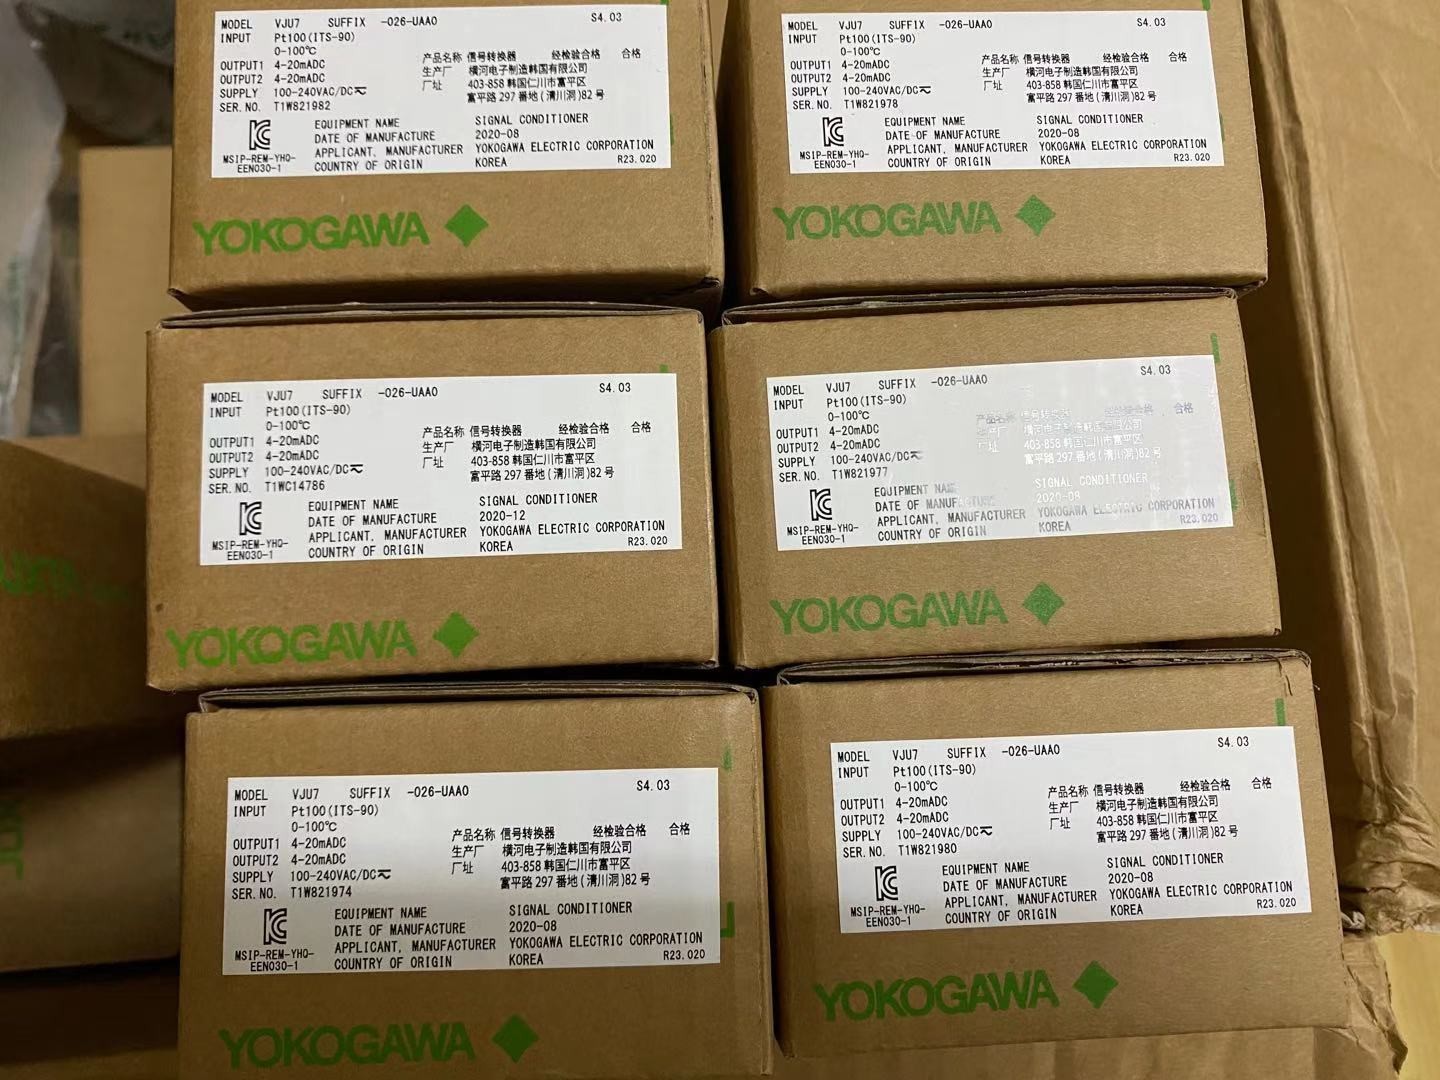 MODEL VJU7 SUFFIX -026-UAA0 S4.03
INPUT Pt100(ITS-90)
0-100℃
产品名称 信号转换器 经检验合格 合格
OUTPUT1 4-20mADC
生产厂 横河电子制造韩国有限公司
OUTPUT2 4-20mADC
厂址 403-858 韩国仁川市富平区
SUPPLY 100-240VAC/DC
富平路 297 番地 ( 清川洞 )82 号
SER. NO. T1W821982
EQUIPMENT NAME SIGNAL CONDITIONER
DATE OF MANUFACTURE 2020-08
APPLICANT, MANUFACTURER YOKOGAWA ELECTRIC CORPORATION
COUNTRY OF ORIGIN KOREA R23.020
MSIP-REM-YHQ-
EEN030-1
YOKOGAWA
MODEL VJU7 SUFFIX -026-UAA0 S4.03
INPUT Pt100(ITS-90)
0-100℃
产品名称 信号转换器 经检验合格 合格
OUTPUT1 4-20mADC
生产厂 横河电子制造韩国有限公司
OUTPUT2 4-20mADC
厂址 403-858 韩国仁川市富平区
SUPPLY 100-240VAC/DC
富平路 297 番地 ( 清川洞 )82 号
SER. NO. T1W821978
EQUIPMENT NAME SIGNAL CONDITIONER
DATE OF MANUFACTURE 2020-08
APPLICANT, MANUFACTURER YOKOGAWA ELECTRIC CORPORATION
COUNTRY OF ORIGIN KOREA R23.020
MSIP-REM-YHQ-
EEN030-1
YOKOGAWA
MODEL VJU7 SUFFIX -026-UAA0 S4.03
INPUT Pt100(ITS-90)
0-100℃
产品名称 信号转换器 经检验合格 合格
OUTPUT1 4-20mADC
生产厂 横河电子制造韩国有限公司
OUTPUT2 4-20mADC
厂址 403-858 韩国仁川市富平区
SUPPLY 100-240VAC/DC
富平路 297 番地 ( 清川洞 )82 号
SER. NO. T1WC14786
EQUIPMENT NAME SIGNAL CONDITIONER
DATE OF MANUFACTURE 2020-12
APPLICANT, MANUFACTURER YOKOGAWA ELECTRIC CORPORATION
COUNTRY OF ORIGIN KOREA R23.020
MSIP-REM-YHQ-
EEN030-1
YOKOGAWA
MODEL VJU7 SUFFIX -026-UAA0 S4.03
INPUT Pt100(ITS-90)
0-100℃
产品名称 信号转换器 经检验合格 合格
OUTPUT1 4-20mADC
生产厂 横河电子制造韩国有限公司
OUTPUT2 4-20mADC
厂址 403-858 韩国仁川市富平区
SUPPLY 100-240VAC/DC
富平路 297 番地 ( 清川洞 )82 号
SER. NO. T1W821977
EQUIPMENT NAME SIGNAL CONDITIONER
DATE OF MANUFACTURE 2020-08
APPLICANT, MANUFACTURER YOKOGAWA ELECTRIC CORPORATION
COUNTRY OF ORIGIN KOREA R23.020
MSIP-REM-YHQ-
EEN030-1
YOKOGAWA
MODEL VJU7 SUFFIX -026-UAA0 S4.03
INPUT Pt100(ITS-90)
0-100℃
产品名称 信号转换器 经检验合格 合格
OUTPUT1 4-20mADC
生产厂 横河电子制造韩国有限公司
OUTPUT2 4-20mADC
厂址 403-858 韩国仁川市富平区
SUPPLY 100-240VAC/DC
富平路 297 番地 ( 清川洞 )82 号
SER. NO. T1W821974
EQUIPMENT NAME SIGNAL CONDITIONER
DATE OF MANUFACTURE 2020-08
APPLICANT, MANUFACTURER YOKOGAWA ELECTRIC CORPORATION
COUNTRY OF ORIGIN KOREA R23.020
MSIP-REM-YHQ-
EEN030-1
YOKOGAWA
MODEL VJU7 SUFFIX -026-UAA0 S4.03
INPUT Pt100(ITS-90)
0-100℃
产品名称 信号转换器 经检验合格 合格
OUTPUT1 4-20mADC
生产厂 横河电子制造韩国有限公司
OUTPUT2 4-20mADC
厂址 403-858 韩国仁川市富平区
SUPPLY 100-240VAC/DC
富平路 297 番地 ( 清川洞 )82 号
SER. NO. T1W821980
EQUIPMENT NAME SIGNAL CONDITIONER
DATE OF MANUFACTURE 2020-08
APPLICANT, MANUFACTURER YOKOGAWA ELECTRIC CORPORATION
COUNTRY OF ORIGIN KOREA R23.020
MSIP-REM-YHQ-
EEN030-1
YOKOGAWA